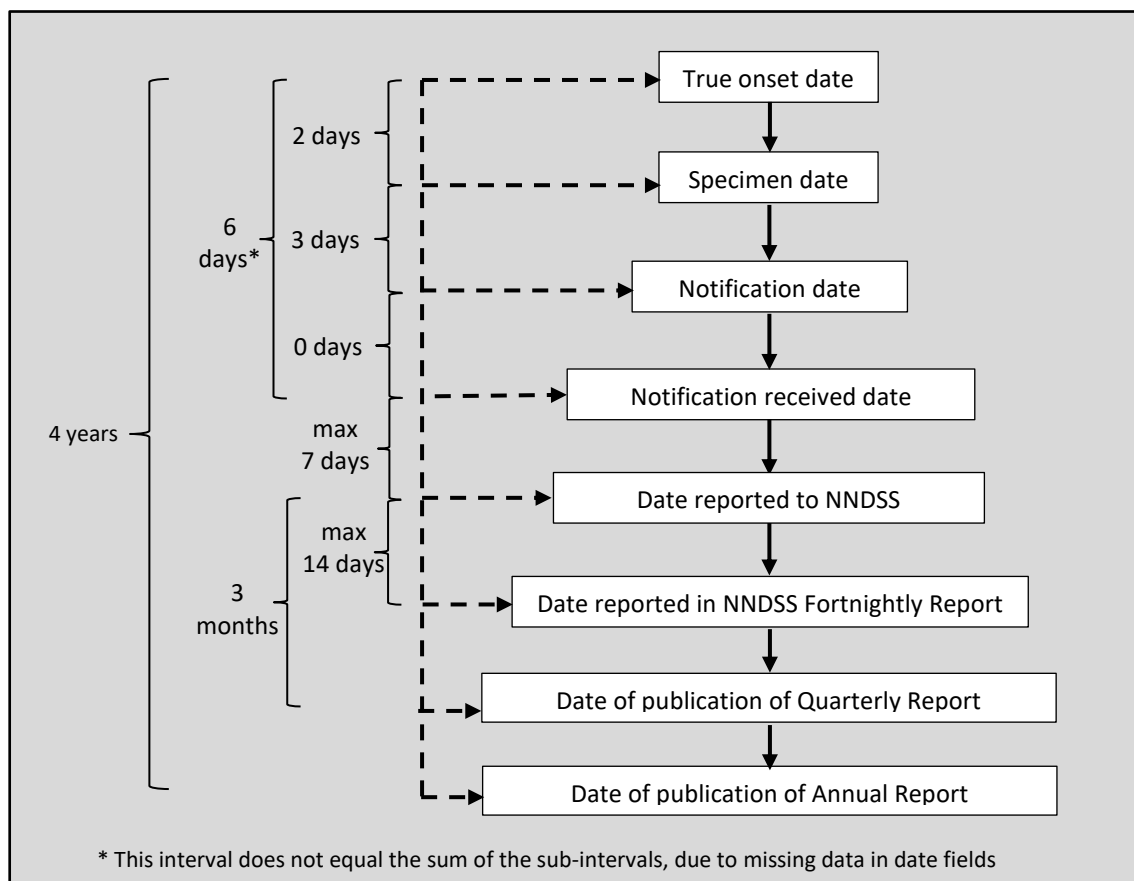 True onset date
2 days
Specimen date
6
days*
3 days
Notification date
0 days
Notification received date
4 years
max
7 days
Date reported to NNDSS
max
14 days
3
months
Date reported in NNDSS Fortnightly Report
Date of publication of Quarterly Report
Date of publication of Annual Report
* This interval does not equal the sum of the sub-intervals, due to missing data in date fields